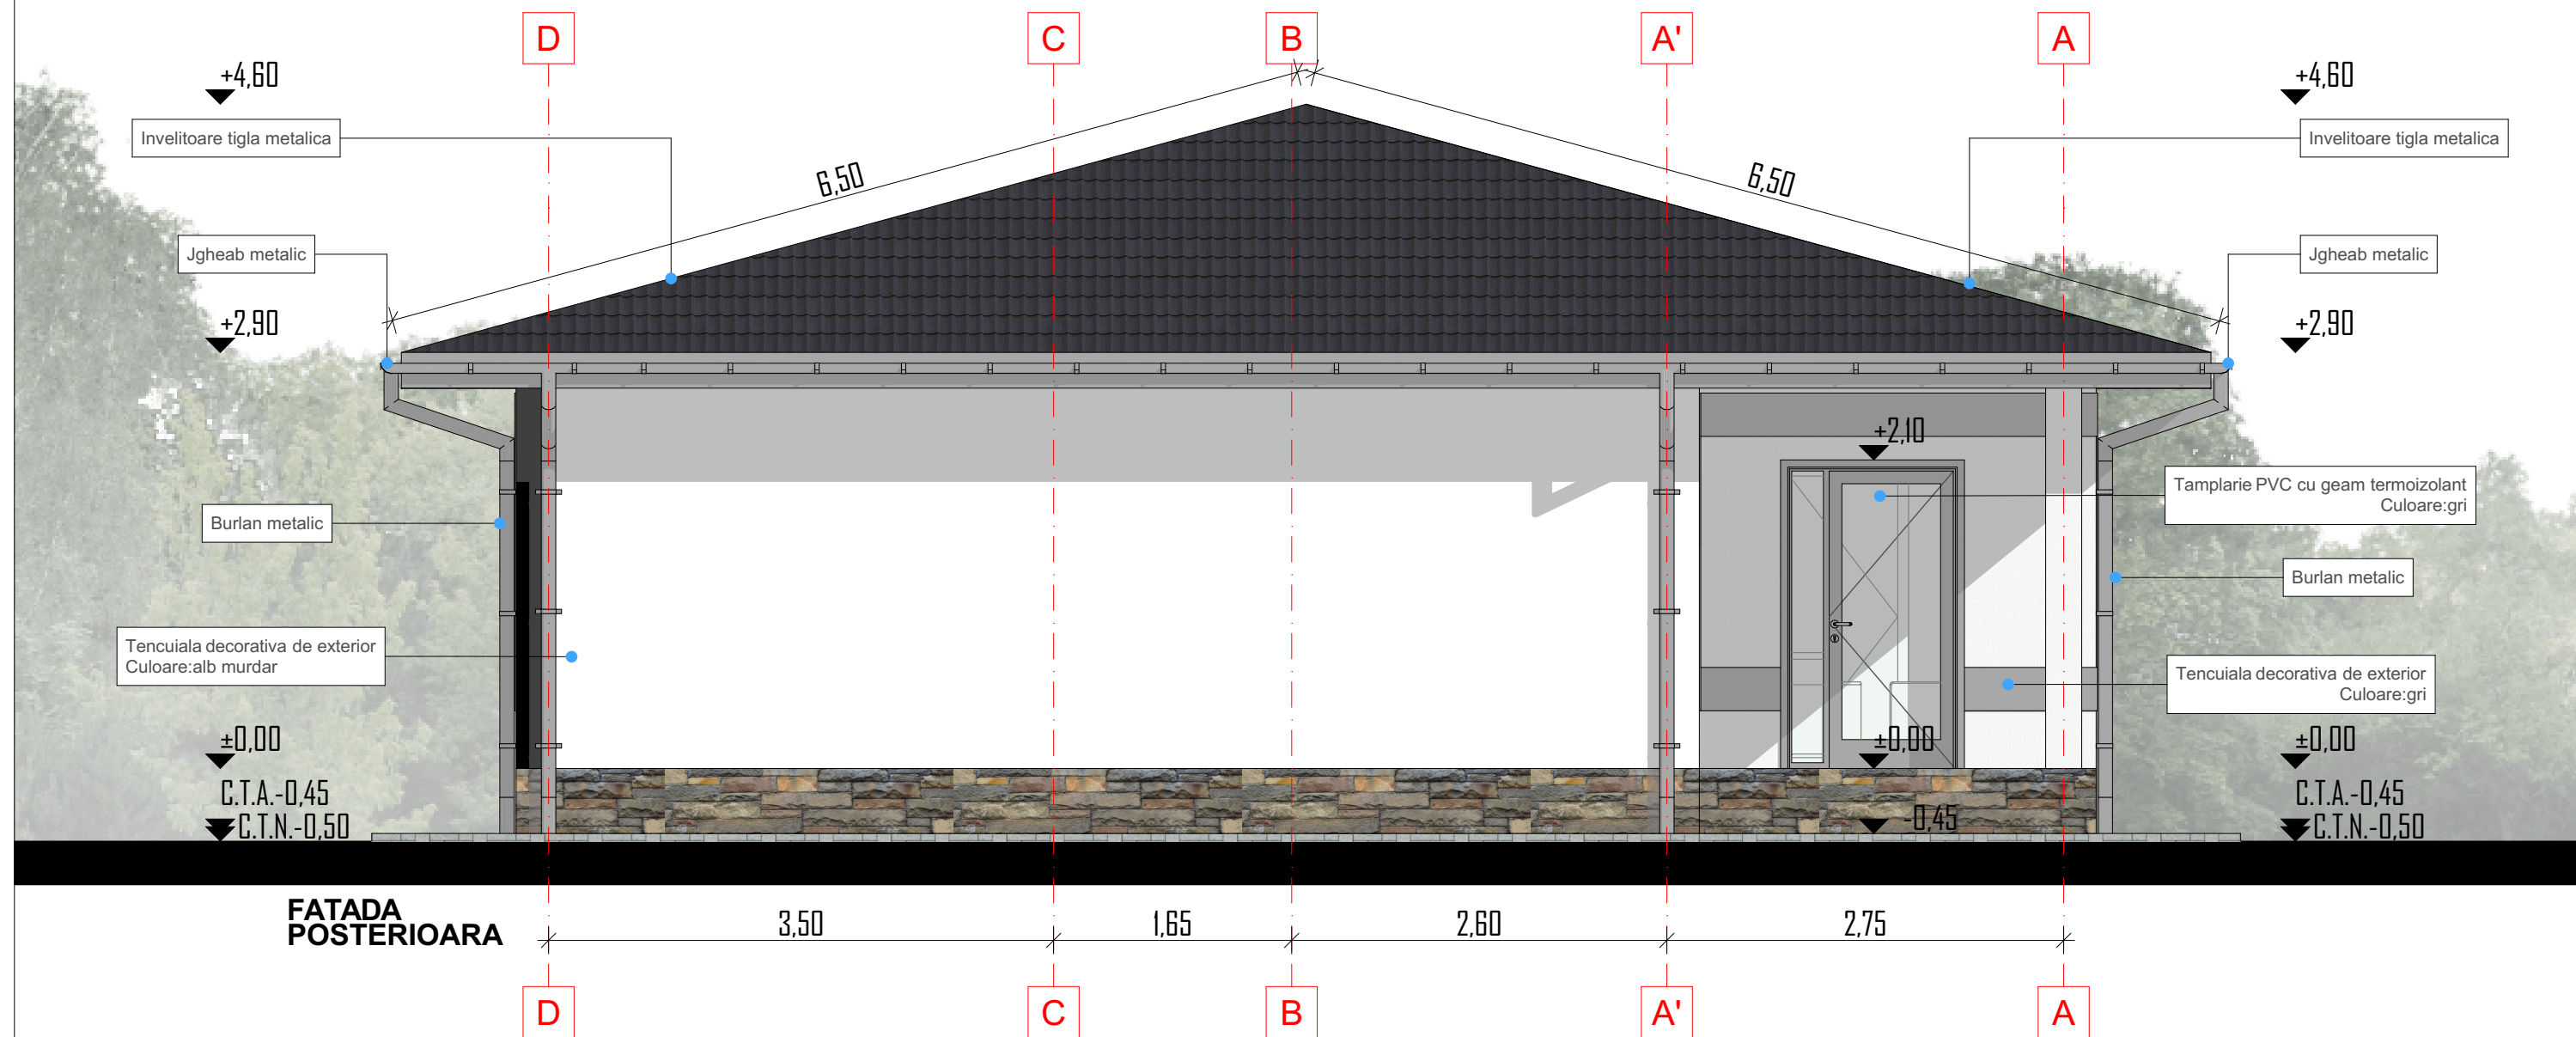 D C B A' A
+4,60 +4,60
Invelitoare tigla metalica Invelitoare tigla metalica
6,50 6,50
Jgheab metalic Jgheab metalic
+2,90 +2,90
+2,10
Tamplarie PVC cu geam termoizolant
Culoare:gri
Burlan metalic
Burlan metalic
Tencuiala decorativa de exterior
Culoare:alb murdar
Tencuiala decorativa de exterior
Culoare:gri
±0,00 ±0,00 ±0,00
C.T.A.-0,45 C.T.A.-0,45
C.T.N.-0,50 -0,45 C.T.N.-0,50
FATADA
POSTERIOARA
3,50 1,65 2,60 2,75
D C B A' A